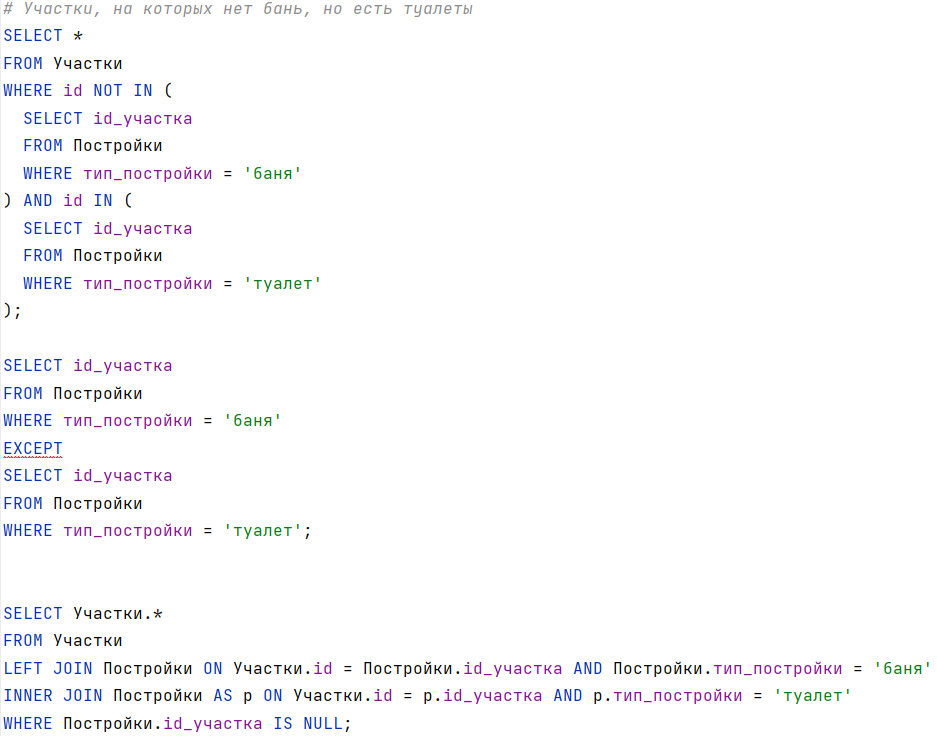 # Участки, на которых нет бань, но есть туалеты
SELECT *
FROM Участки
WHERE id NOT IN (
  SELECT id_участка
  FROM Постройки
  WHERE тип_постройки = 'баня'
) AND id IN (
  SELECT id_участка
  FROM Постройки
  WHERE тип_постройки = 'туалет'
);
SELECT id_участка
FROM Постройки
WHERE тип_постройки = 'баня'
EXCEPT
SELECT id_участка
FROM Постройки
WHERE тип_постройки = 'туалет';
SELECT Участки.*
FROM Участки
LEFT JOIN Постройки ON Участки.id = Постройки.id_участка AND Постройки.тип_постройки = 'баня'
INNER JOIN Постройки AS p ON Участки.id = p.id_участка AND p.тип_постройки = 'туалет'
WHERE Постройки.id_участка IS NULL;